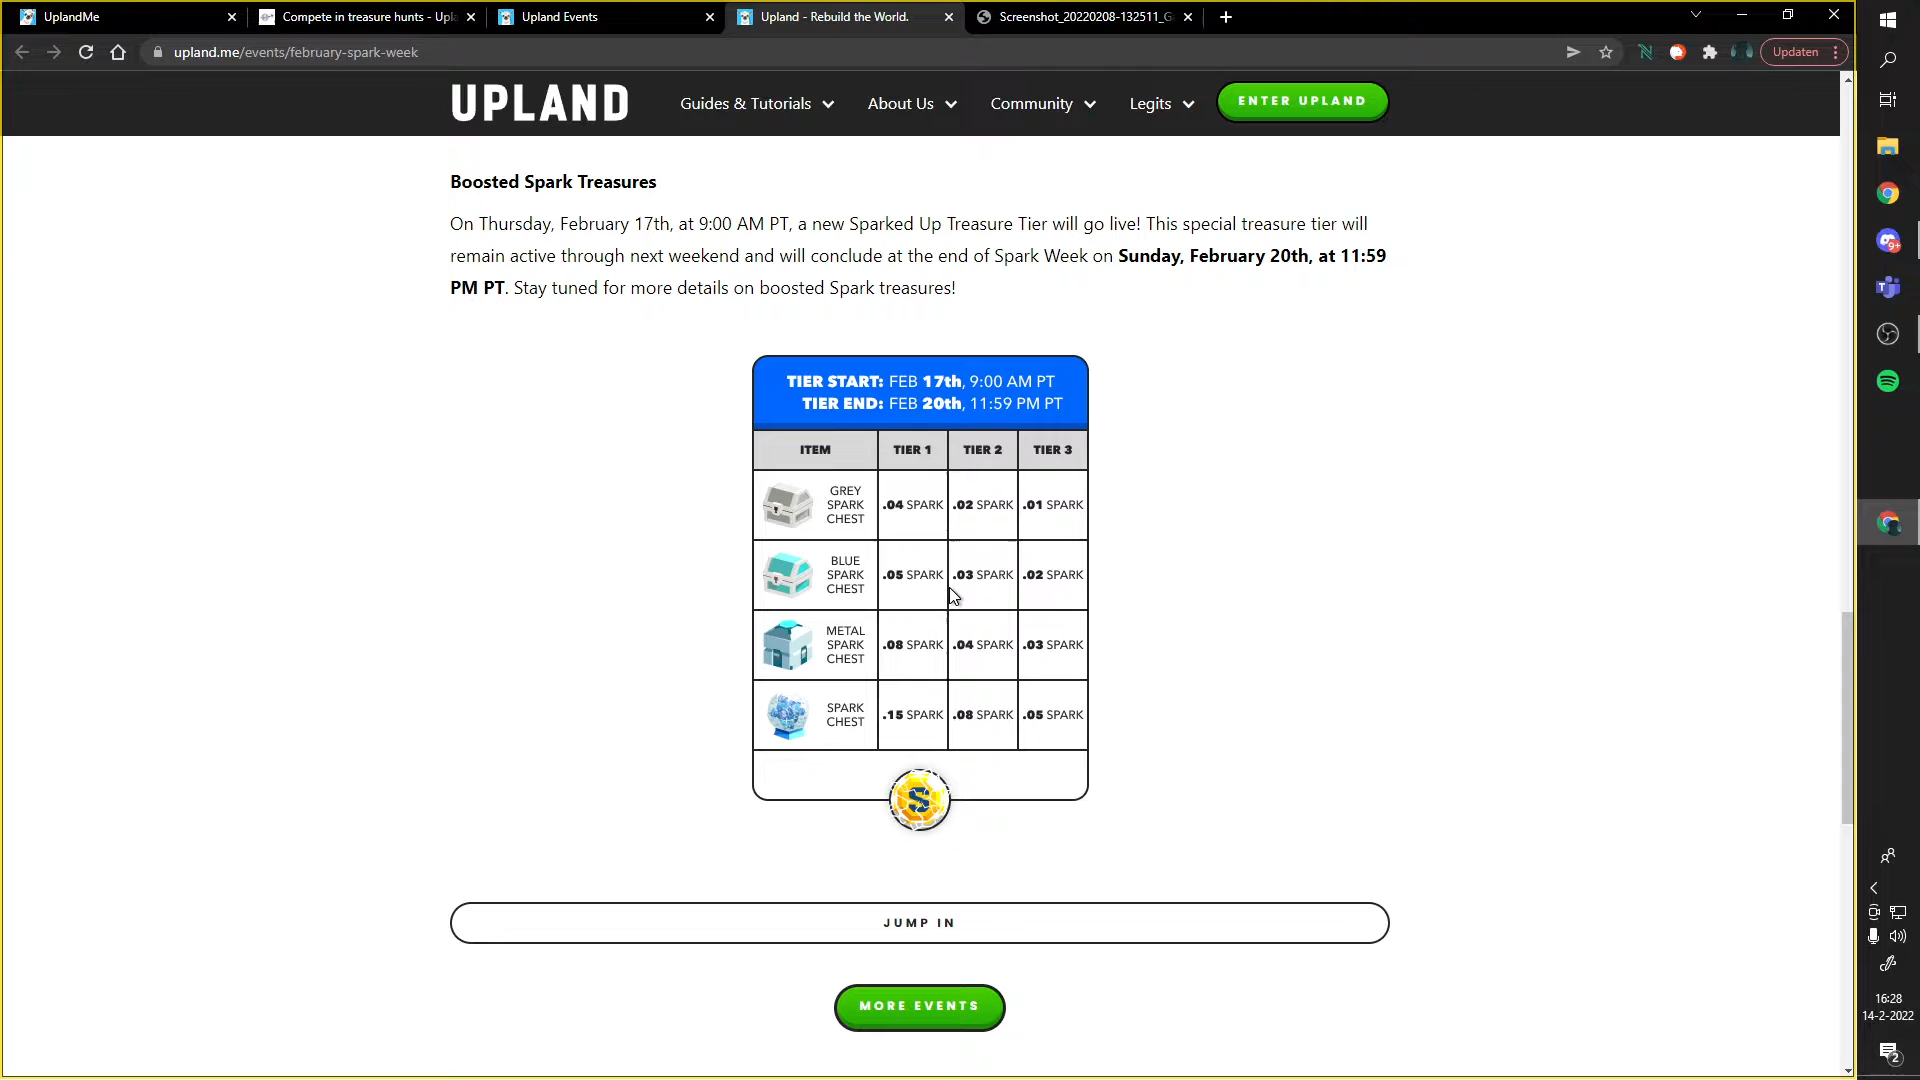 UplandMe
Compete in treasure hunts - Upl
Upland Events
Upland - Rebuild the World.
Screenshot_20220208-132511_G
upland.me/events/february-spark-week
Updaten
UPLAND
Guides & Tutorials
About Us
Community
Legits
ENTER UPLAND
Boosted Spark Treasures
On Thursday, February 17th, at 9:00 AM PT, a new Sparked Up Treasure Tier will go live! This special treasure tier will
remain active through next weekend and will conclude at the end of Spark Week on Sunday, February 20th, at 11:59
PM PT. Stay tuned for more details on boosted Spark treasures!
TIER START: FEB 17th, 9:00 AM PT
TIER END: FEB 20th, 11:59 PM PT
ITEM TIER 1 TIER 2 TIER 3
GREY
SPARK
CHEST
.04 SPARK .02 SPARK .01 SPARK
BLUE
SPARK
CHEST
.05 SPARK .03 SPARK .02 SPARK
METAL
SPARK
CHEST
.08 SPARK .04 SPARK .03 SPARK
SPARK
CHEST
.15 SPARK .08 SPARK .05 SPARK
S
JUMP IN
MORE EVENTS
9+
T
16:28
14-2-2022
2